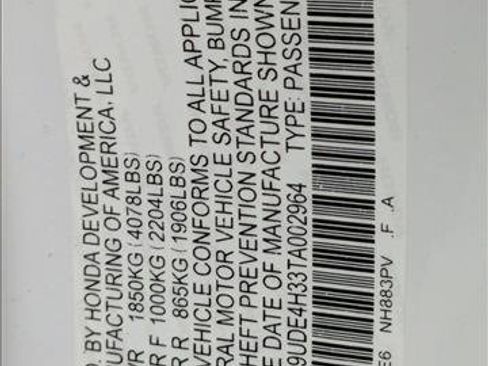 . BY HONDA DEVELOPMENT &
UFACTURING OF AMERICA, LLC
VR 1850KG (4078LBS)
R F 1000KG (2204LBS)
R R 865KG (1906LBS)
VEHICLE CONFORMS TO ALL APPLIC
RAL MOTOR VEHICLE SAFETY, BUMP
HEFT PREVENTION STANDARDS IN
E DATE OF MANUFACTURE SHOWN
9UDE4H33TA002964 TYPE: PASSEN
E6 NH883PV .F .A